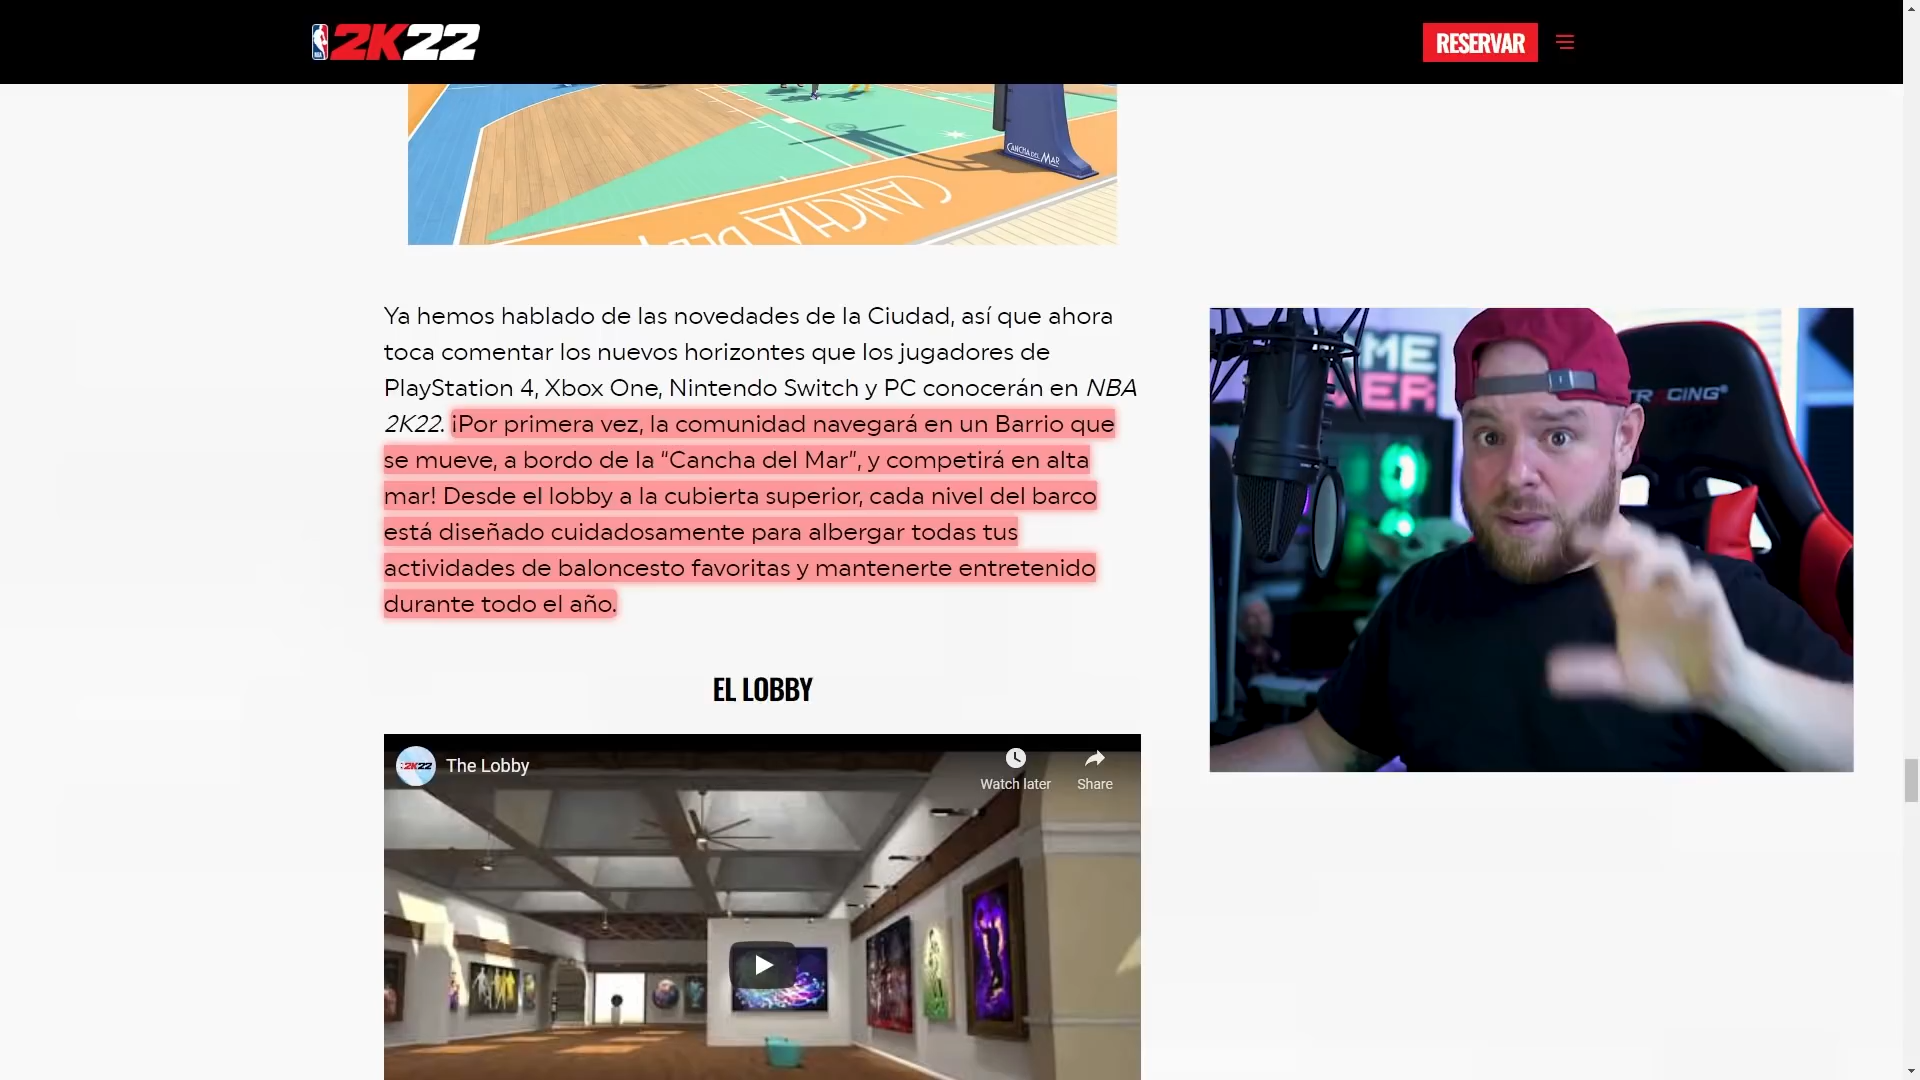 2K22
RESERVAR
CANCHA DEL MAR
CANCHA DEL
Ya hemos hablado de las novedades de la Ciudad, así que ahora
toca comentar los nuevos horizontes que los jugadores de
PlayStation 4, Xbox One, Nintendo Switch y PC conocerán en NBA
2K22. ¡Por primera vez, la comunidad navegará en un Barrio que
se mueve, a bordo de la “Cancha del Mar”, y competirá en alta
mar! Desde el lobby a la cubierta superior, cada nivel del barco
está diseñado cuidadosamente para albergar todas tus
actividades de baloncesto favoritas y mantenerte entretenido
durante todo el año.
EL LOBBY
2K22
The Lobby
Watch later
Share